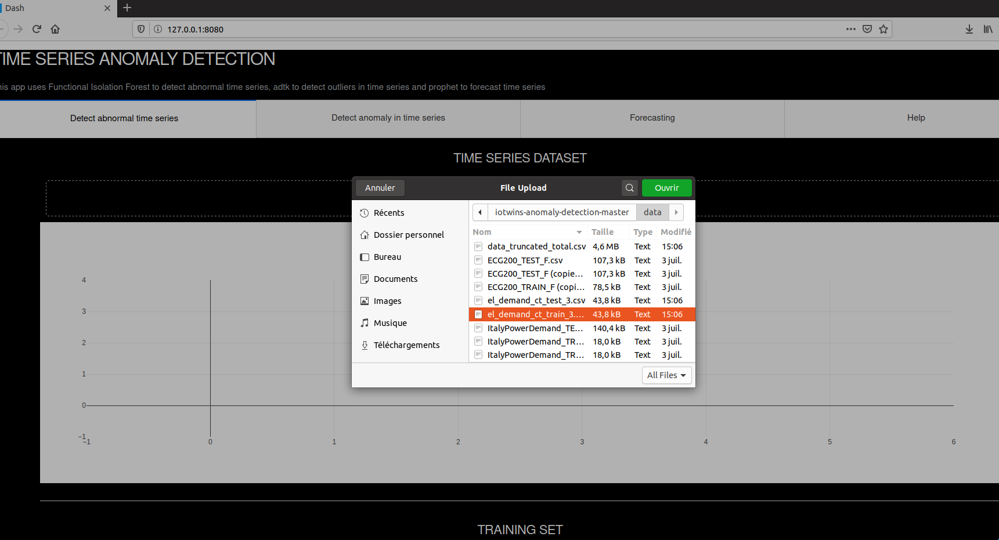 Dash
127.0.0.1:8080
TIME SERIES ANOMALY DETECTION
his app uses Functional Isolation Forest to detect abnormal time series, adtk to detect outliers in time series and prophet to forecast time series
Detect abnormal time series
Detect anomaly in time series
Forecasting
Help
TIME SERIES DATASET
Annuler
File Upload
Ouvrir
Récents
Dossier personnel
Bureau
Documents
Images
Musique
Téléchargements
iotwins-anomaly-detection-master
data
Nom Taille Type Modifié
data_truncated_total.csv 4,6 MB Text 15:06
ECG200_TEST_F.csv 107,3 kB Text 3 juil.
ECG200_TEST_F (copie... 107,3 kB Text 3 juil.
ECG200_TRAIN_F (copi... 78,5 kB Text 3 juil.
el_demand_ct_test_3.csv 43,8 kB Text 15:06
el_demand_ct_train_3.... 43,8 kB Text 15:06
ItalyPowerDemand_TE... 140,4 kB Text 3 juil.
ItalyPowerDemand_TR... 18,0 kB Text 3 juil.
ItalyPowerDemand_TR... 18,0 kB Text 3 juil.
All Files
4
3
2
1
0
−1
−1 0 1 2 3 4 5 6
TRAINING SET